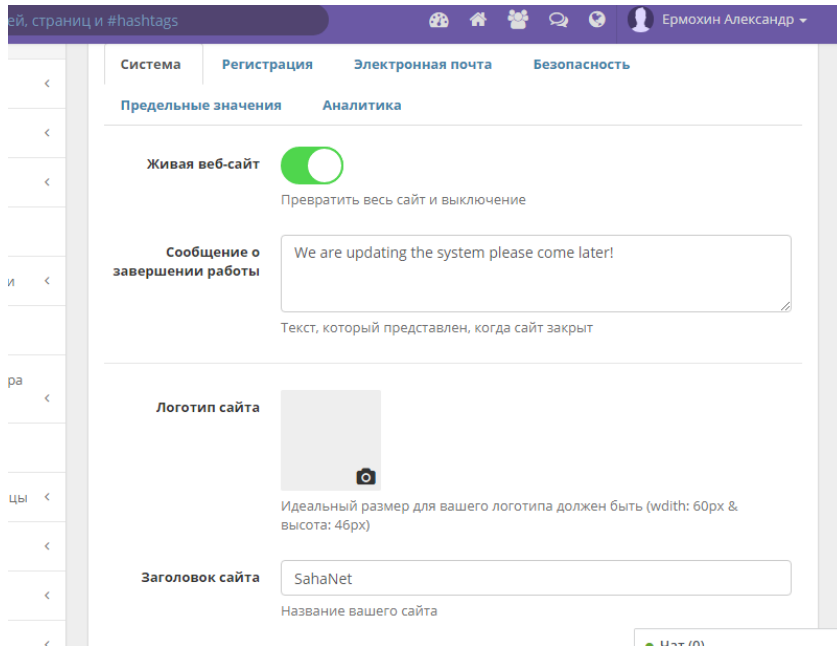 ей, страниц и #hashtags
Ермохин Александр
Система Регистрация Электронная почта Безопасность
Предельные значения Аналитика
Живая веб-сайт
Превратить весь сайт и выключение
Сообщение о
завершении работы
We are updating the system please come later!
Текст, который представлен, когда сайт закрыт
и
ра
Логотип сайта
Идеальный размер для вашего логотипа должен быть (wdith: 60px &
высота: 46px)
цы
Заголовок сайта
SahaNet
Название вашего сайта
Чат (0)